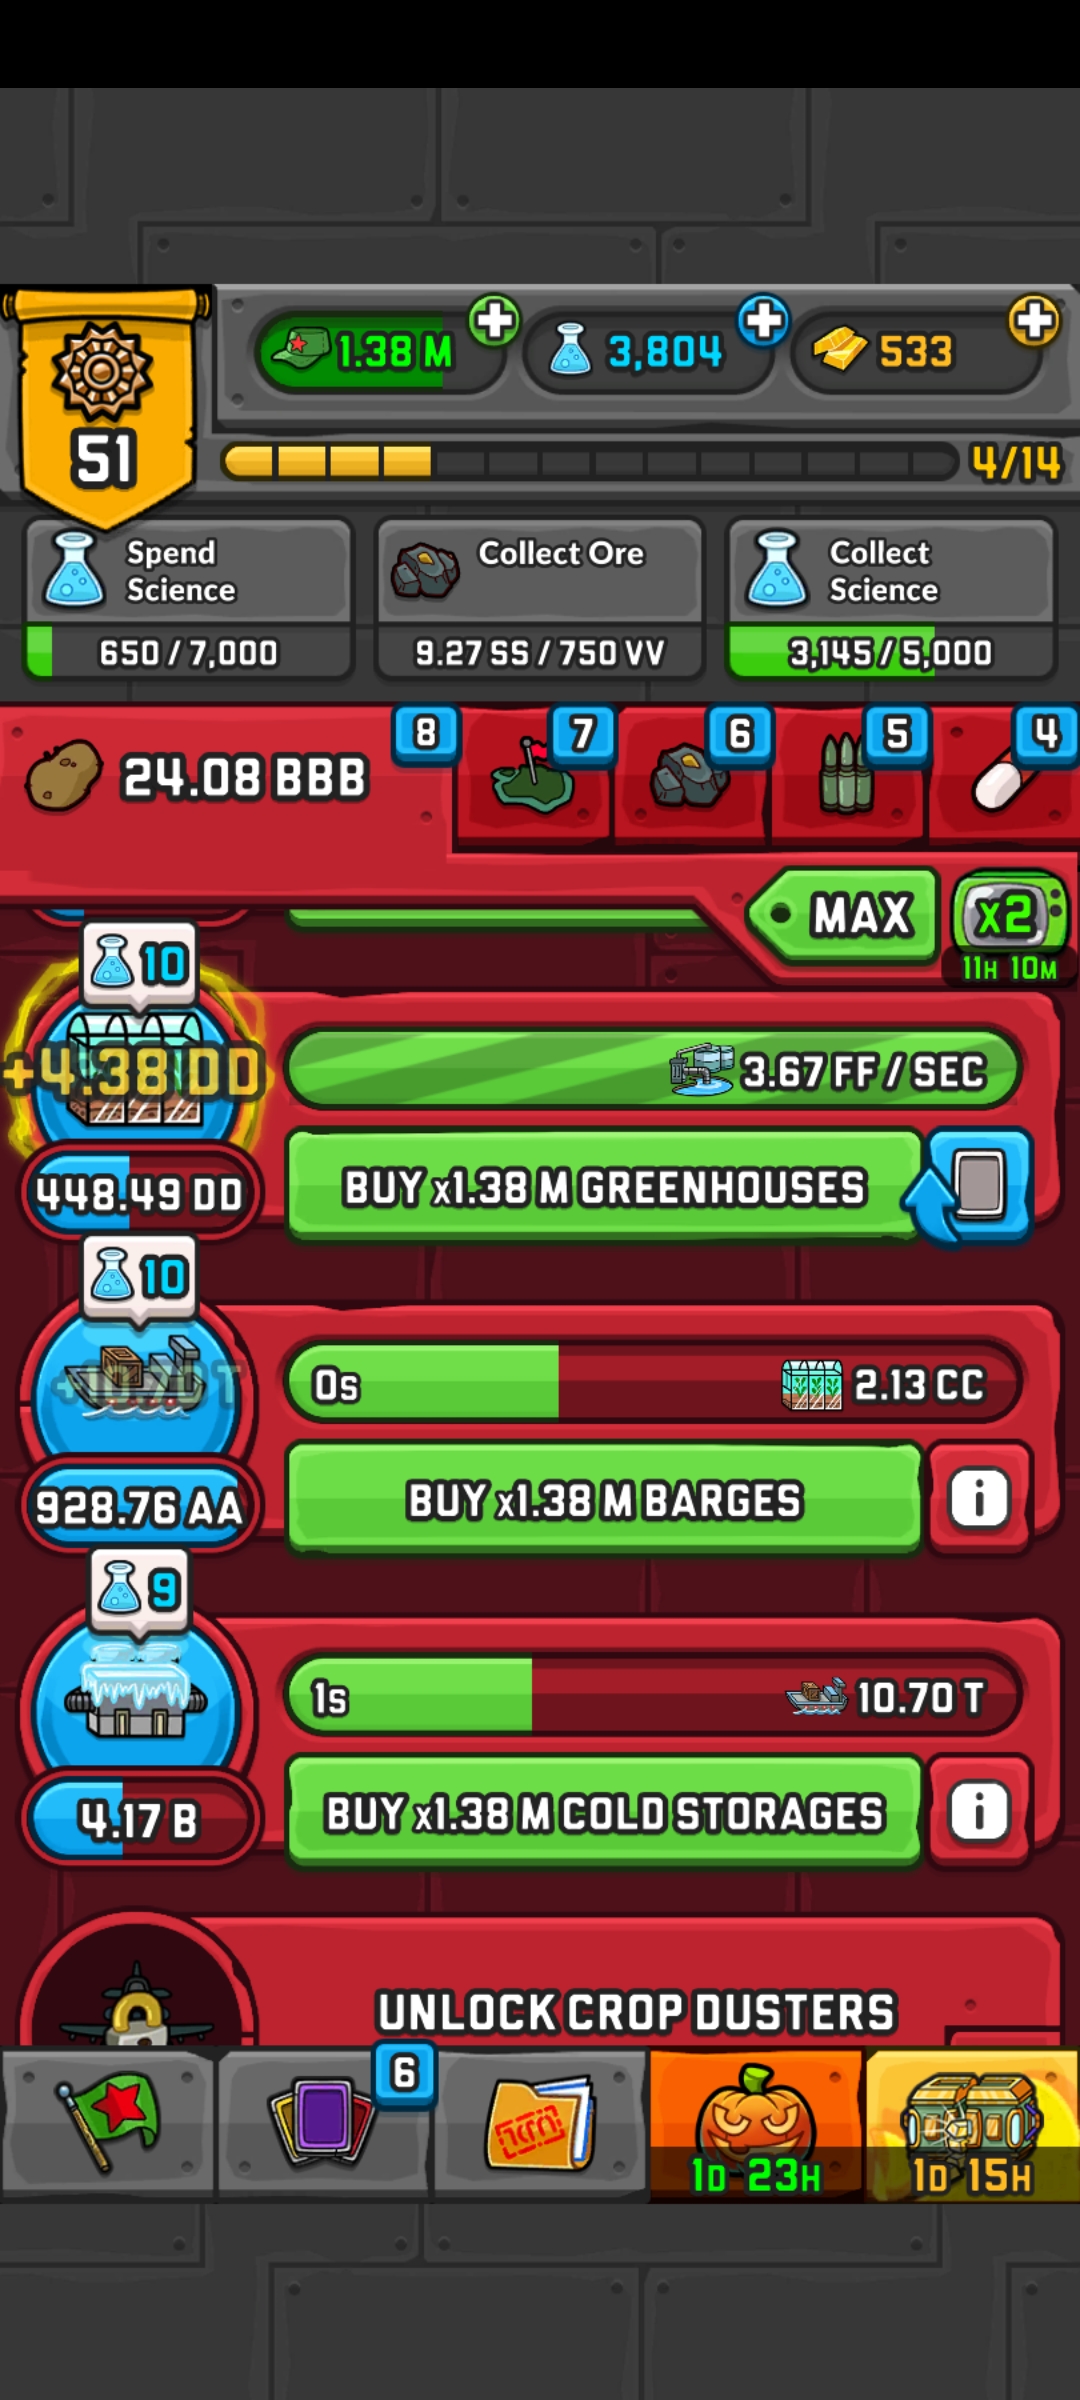 1.38 M
3,804
533
51
4/14
Spend
Science
650 / 7,000
Collect Ore
9.27 SS / 750 VV
Collect
Science
3,145 / 5,000
24.08 BBB
8
7
6
5
4
MAX
x2
11H 10M
10
+4.38 DD
3.67 FF / SEC
448.49 DD
BUY x1.38 M GREENHOUSES
10
+10.70 T
0s
2.13 CC
928.76 AA
BUY x1.38 M BARGES
i
9
1s
10.70 T
4.17 B
BUY x1.38 M COLD STORAGES
i
UNLOCK CROP DUSTERS
6
1D 23H
1D 15H